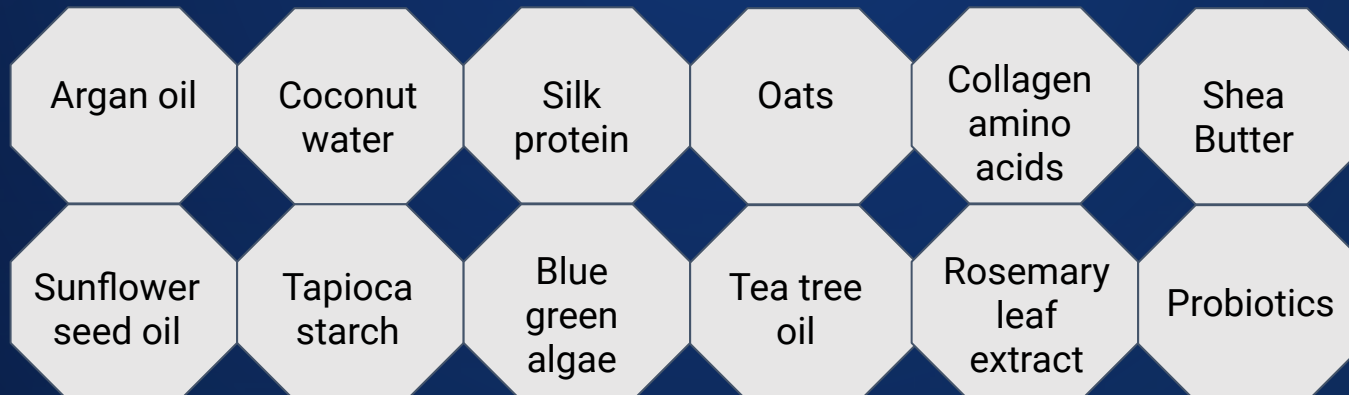 Argan oil
Coconut
water
Silk
protein
Oats
Collagen
amino
acids
Shea
Butter
Sunflower
seed oil
Tapioca
starch
Blue
green
algae
Tea tree
oil
Rosemary
leaf
extract
Probiotics